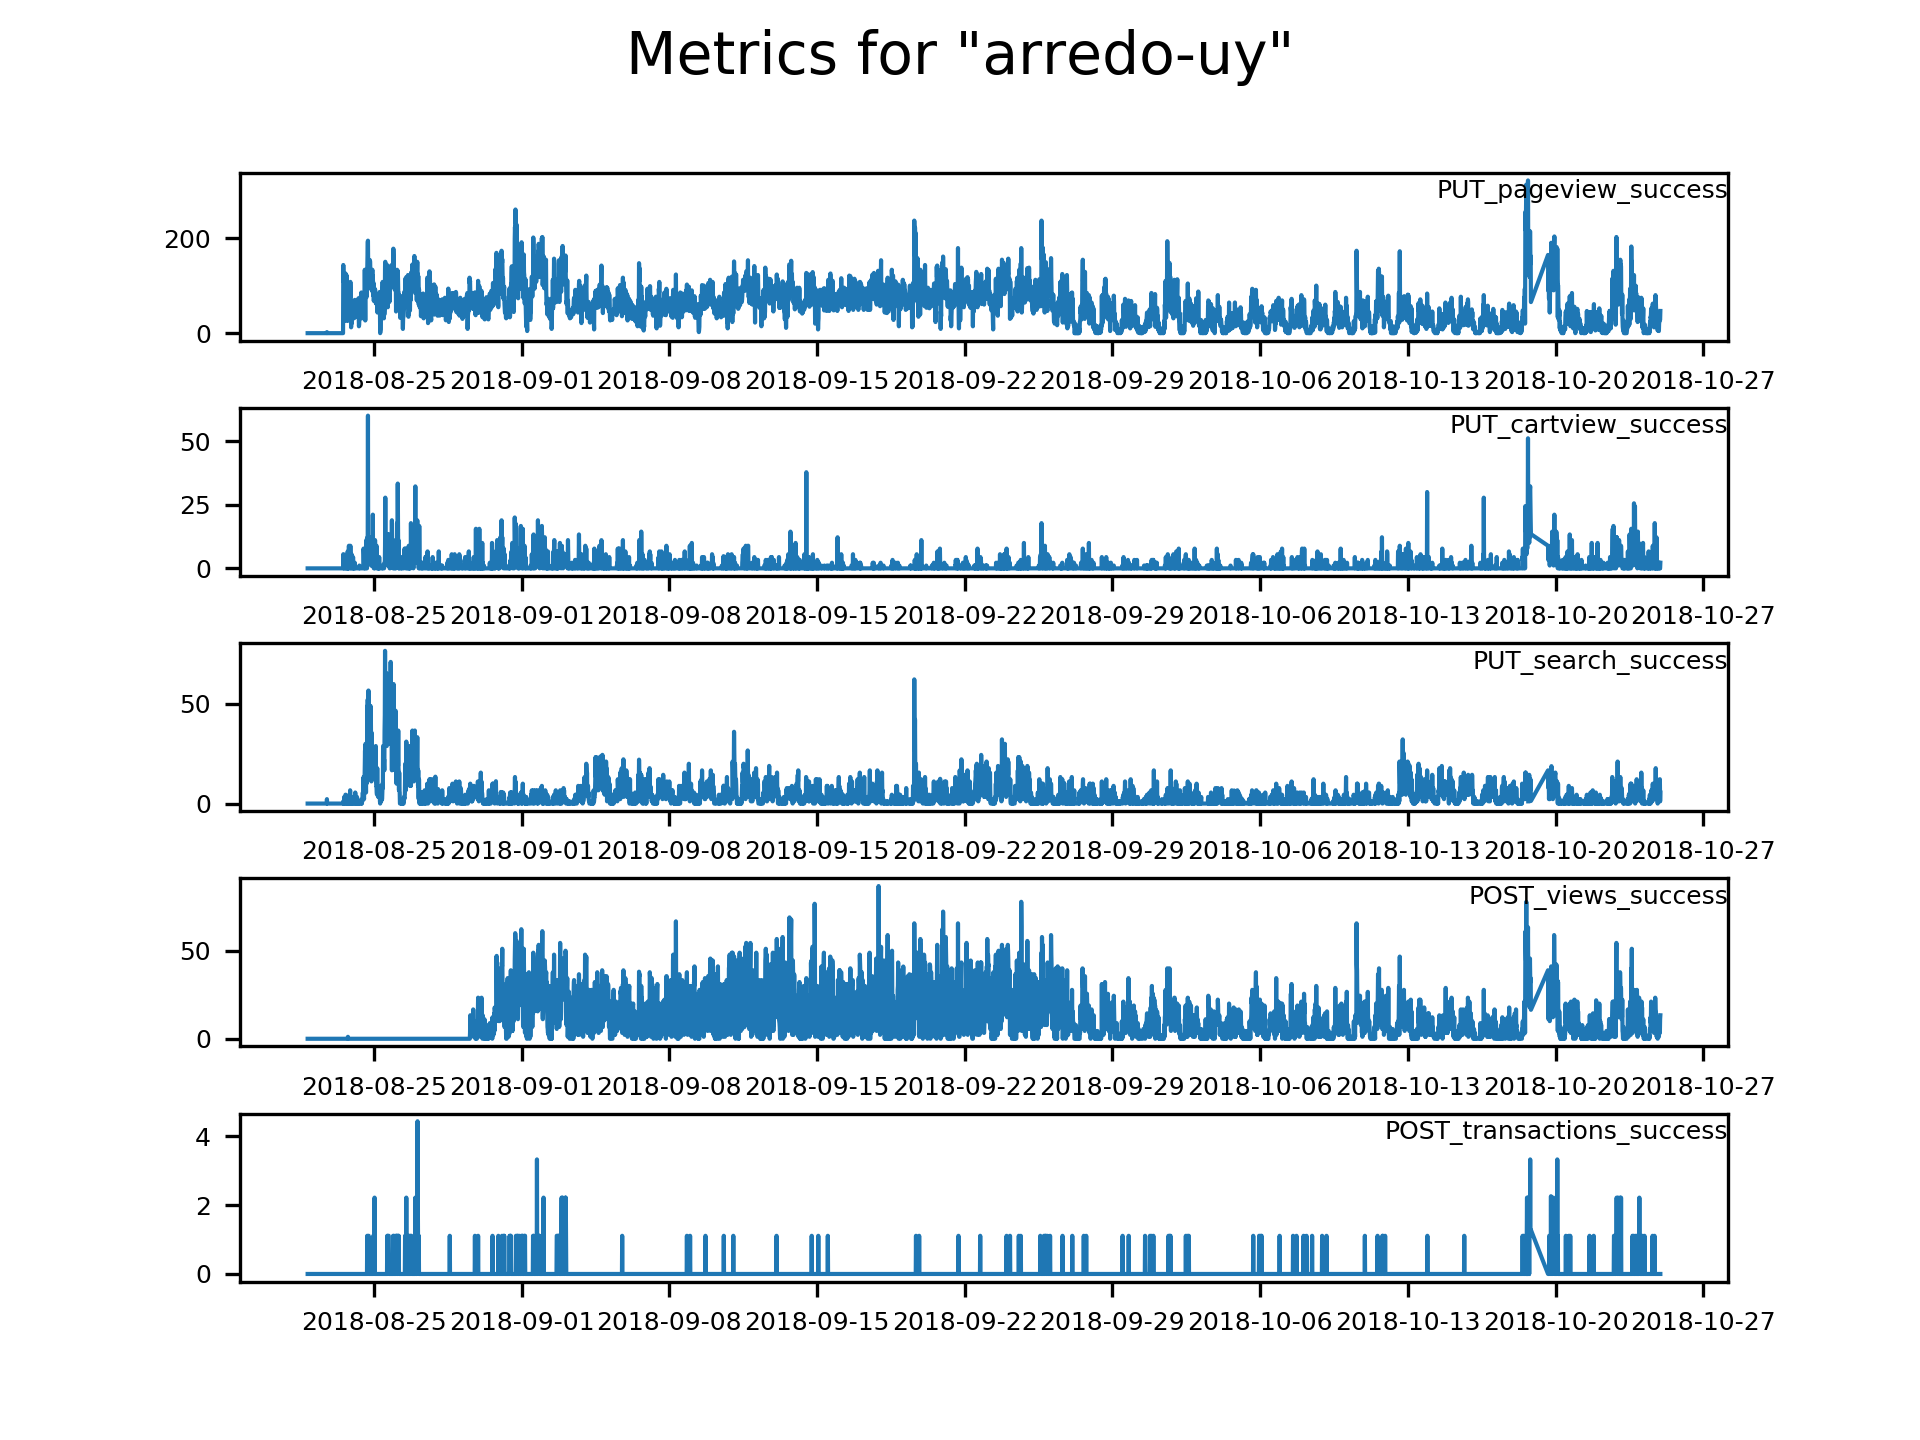 Metrics for "arredo-uy"
PUT_pageview_success
200
0
2018-08-25 2018-09-01 2018-09-08 2018-09-15 2018-09-22 2018-09-29 2018-10-06 2018-10-13 2018-10-20 2018-10-27
PUT_cartview_success
50
25
0
2018-08-25 2018-09-01 2018-09-08 2018-09-15 2018-09-22 2018-09-29 2018-10-06 2018-10-13 2018-10-20 2018-10-27
PUT_search_success
50
0
2018-08-25 2018-09-01 2018-09-08 2018-09-15 2018-09-22 2018-09-29 2018-10-06 2018-10-13 2018-10-20 2018-10-27
POST_views_success
50
0
2018-08-25 2018-09-01 2018-09-08 2018-09-15 2018-09-22 2018-09-29 2018-10-06 2018-10-13 2018-10-20 2018-10-27
POST_transactions_success
4
2
0
2018-08-25 2018-09-01 2018-09-08 2018-09-15 2018-09-22 2018-09-29 2018-10-06 2018-10-13 2018-10-20 2018-10-27